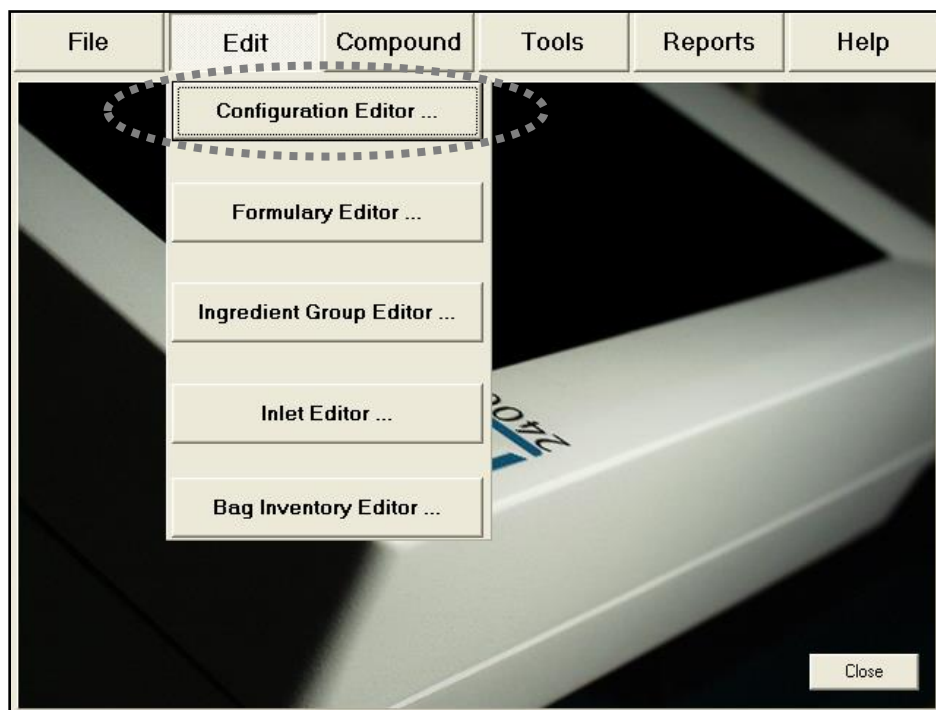 File Edit Compound Tools Reports Help
Configuration Editor ...
Formulary Editor ...
Ingredient Group Editor ...
Inlet Editor ...
2400
Bag Inventory Editor ...
Close